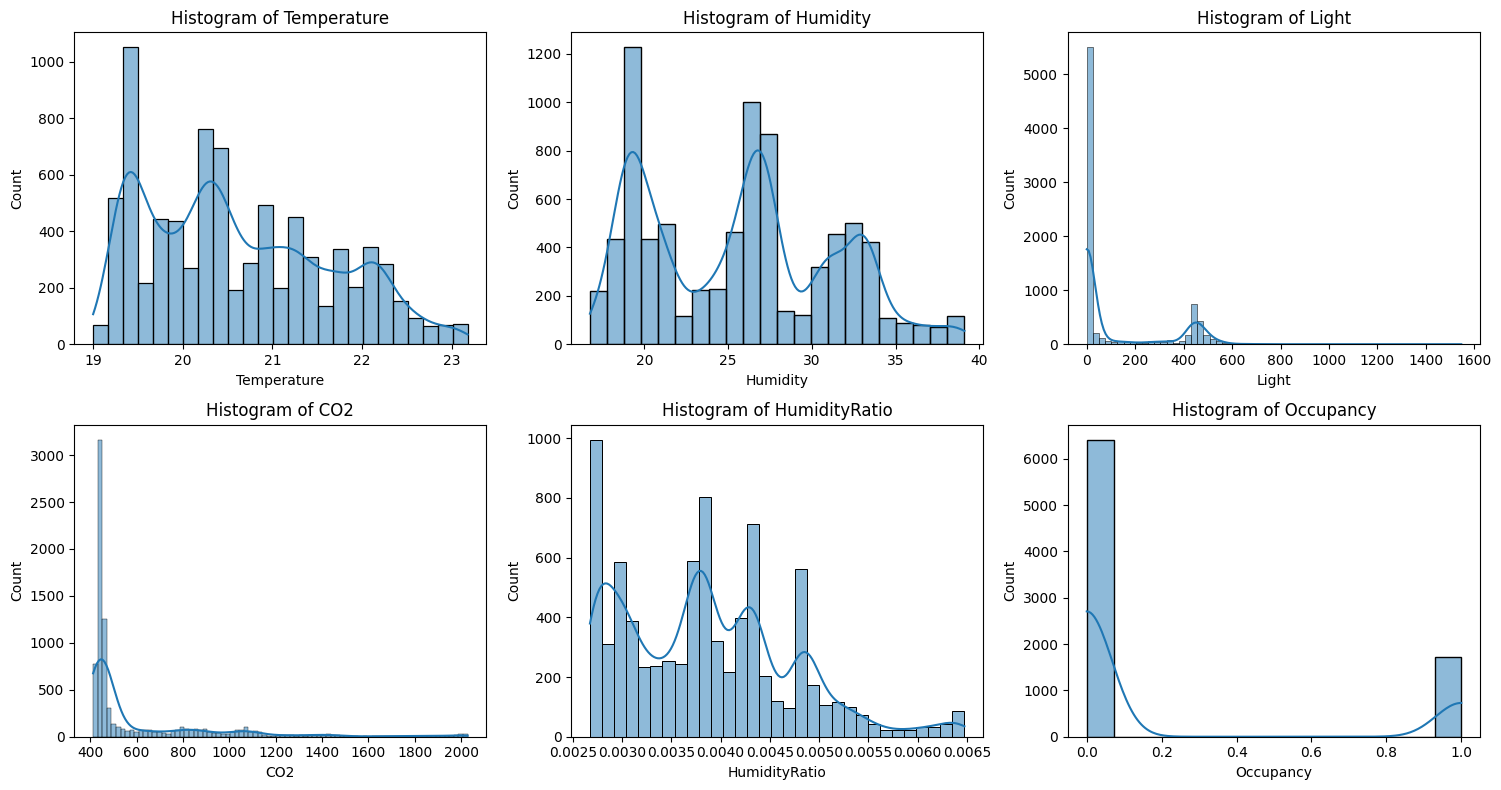 Histogram of Temperature
Count
1000
800
600
400
200
0
19 20 21 22 23
Temperature
Histogram of Humidity
Count
1200
1000
800
600
400
200
0
20 25 30 35 40
Humidity
Histogram of Light
Count
5000
4000
3000
2000
1000
0
0 200 400 600 800 1000 1200 1400 1600
Light
Histogram of CO2
Count
3000
2500
2000
1500
1000
500
0
400 600 800 1000 1200 1400 1600 1800 2000
CO2
Histogram of HumidityRatio
Count
1000
800
600
400
200
0
0.0025 0.0030 0.0035 0.0040 0.0045 0.0050 0.0055 0.0060 0.0065
HumidityRatio
Histogram of Occupancy
Count
6000
5000
4000
3000
2000
1000
0
0.0 0.2 0.4 0.6 0.8 1.0
Occupancy